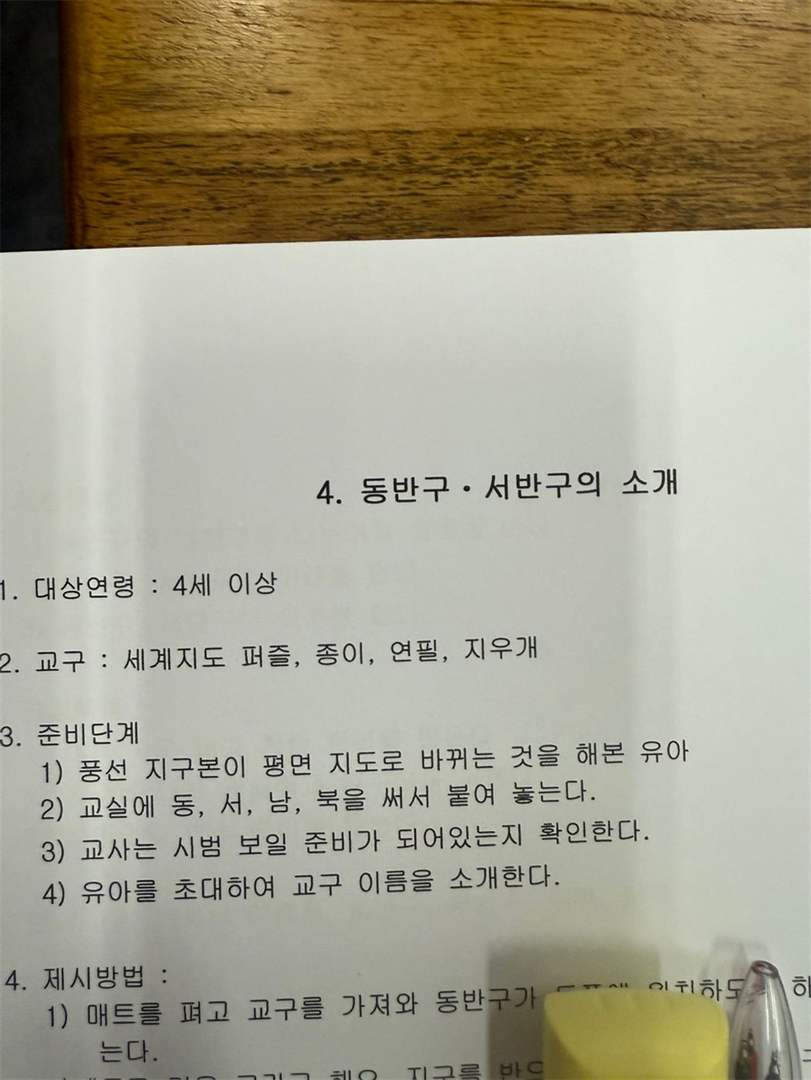 4. 동반구・서반구의 소개
1. 대상연령 : 4세 이상
2. 교구 : 세계지도 퍼즐, 종이, 연필, 지우개
3. 준비단계
1) 풍선 지구본이 평면 지도로 바뀌는 것을 해본 유아
2) 교실에 동, 서, 남, 북을 써서 붙여 놓는다.
3) 교사는 시범 보일 준비가 되어있는지 확인한다.
4) 유아를 초대하여 교구 이름을 소개한다.
4. 제시방법 :
1) 매트를 펴고 교구를 가져와 동반구가
는다.